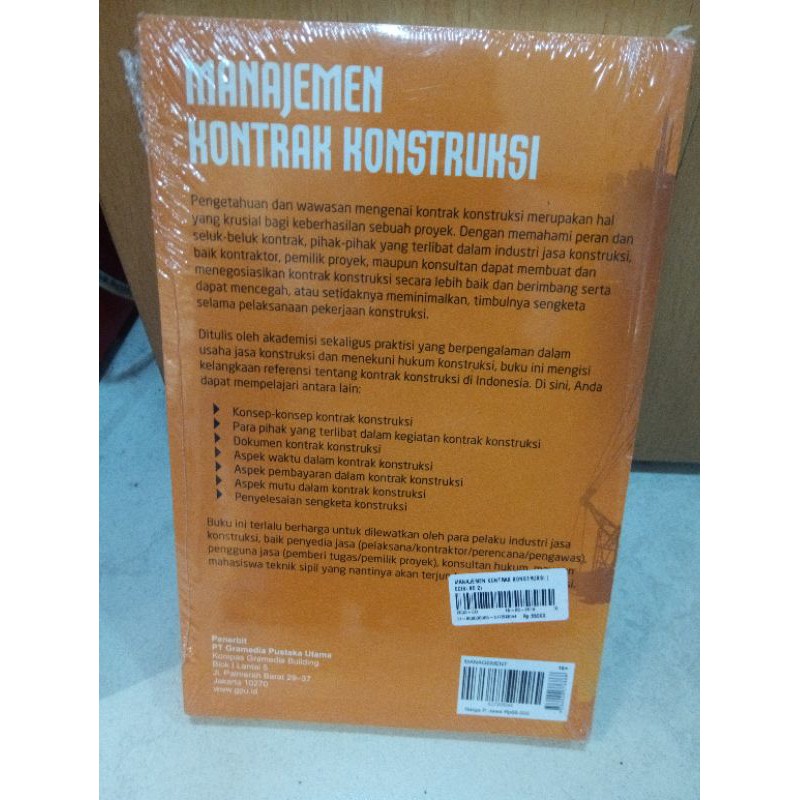 MANAJEMEN
KONTRAK KONSTRUKSI
Pengetahuan dan wawasan mengenai kontrak konstruksi merupakan hal
yang krusial bagi keberhasilan sebuah proyek. Dengan memahami peran dan
seluk-beluk kontrak, pihak-pihak yang terlibat dalam industri jasa konstruksi,
baik kontraktor, pemilik proyek, maupun konsultan dapat membuat dan
menegosiasikan kontrak konstruksi secara lebih baik dan berimbang serta
dapat mencegah, atau setidaknya meminimalkan, timbulnya sengketa
selama pelaksanaan pekerjaan konstruksi.
Ditulis oleh akademisi sekaligus praktisi yang berpengalaman dalam
usaha jasa konstruksi dan menekuni hukum konstruksi, buku ini mengisi
kelangkaan referensi tentang kontrak konstruksi di Indonesia. Di sini, Anda
dapat mempelajari antara lain:
Konsep-konsep kontrak konstruksi
Para pihak yang terlibat dalam kegiatan kontrak konstruksi
Dokumen kontrak konstruksi
Aspek waktu dalam kontrak konstruksi
Aspek pembayaran dalam kontrak konstruksi
Aspek mutu dalam kontrak konstruksi
Penyelesaian sengketa konstruksi
Buku ini terlalu berharga untuk dilewatkan oleh para pelaku industri jasa
konstruksi, baik penyedia jasa (pelaksana/kontraktor/perencana/pengawas),
pengguna jasa (pemberi tugas/pemilik proyek), konsultan hukum,
mahasiswa teknik sipil yang nantinya akan terjun
MANAJEMEN KONTRAK KONSTRUKSI
Penerbit
PT Gramedia Pustaka Utama
Kompas Gramedia Building
Blok I Lantai 5
Jl. Palmerah Barat 29-37
Jakarta 10270
www.gpu.id
MANAGEMENT
Harga P. Jawa